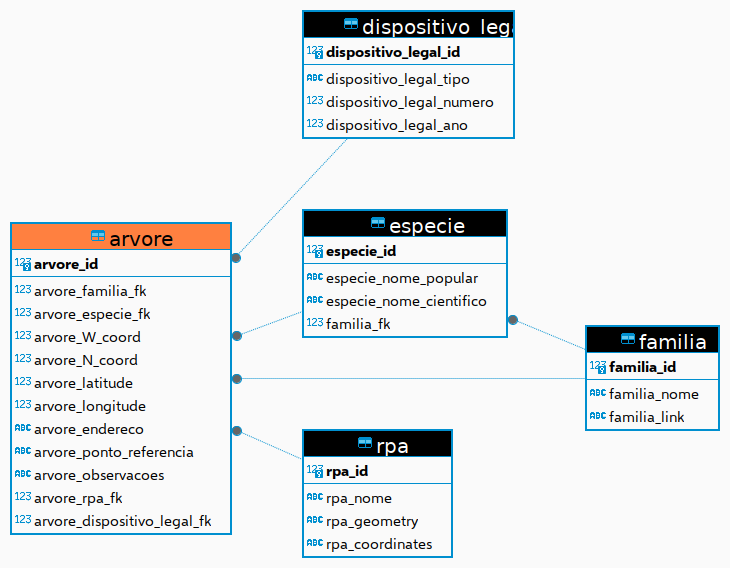 dispositivo_lega
123 dispositivo_legal_id
ABC dispositivo_legal_tipo
123 dispositivo_legal_numero
123 dispositivo_legal_ano
arvore
123 arvore_id
123 arvore_familia_fk
123 arvore_especie_fk
123 arvore_W_coord
123 arvore_N_coord
123 arvore_latitude
123 arvore_longitude
ABC arvore_endereco
ABC arvore_ponto_referencia
ABC arvore_observacoes
123 arvore_rpa_fk
123 arvore_dispositivo_legal_fk
especie
123 especie_id
ABC especie_nome_popular
ABC especie_nome_cientifico
123 familia_fk
familia
123 familia_id
ABC familia_nome
ABC familia_link
rpa
123 rpa_id
ABC rpa_nome
ABC rpa_geometry
ABC rpa_coordinates